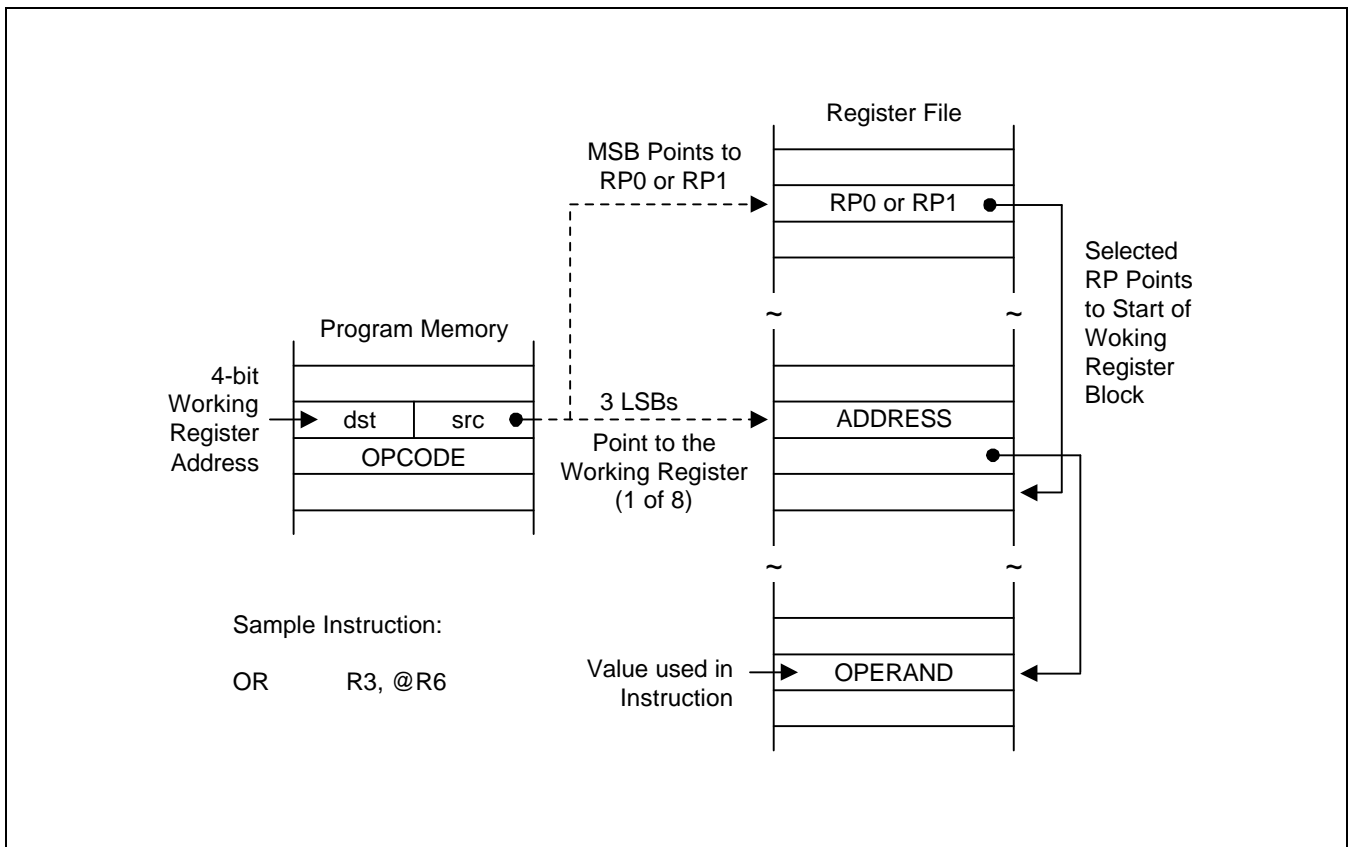 Register File
MSB Points to
RP0 or RP1
RP0 or RP1
Selected
RP Points
to Start of
Woking
Register
Block
~
~
Program Memory
4-bit
Working
Register
Address
dst
src
OPCODE
3 LSBs
Point to the
Working Register
(1 of 8)
ADDRESS
~
~
Sample Instruction:
OR R3, @R6
Value used in
Instruction
OPERAND